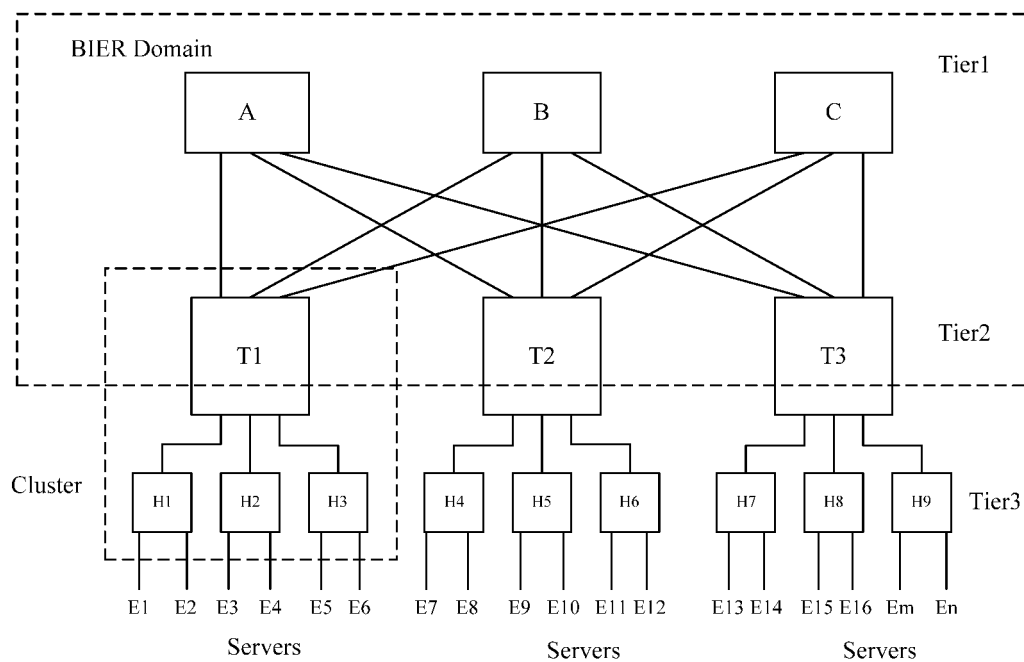 BIER Domain
Tier1
A
B
C
T1
T2
T3
Tier2
Cluster
H1
H2
H3
H4
H5
H6
H7
H8
H9
Tier3
E1
E2
E3
E4
E5
E6
E7
E8
E9
E10
E11
E12
E13
E14
E15
E16
Em
En
Servers
Servers
Servers